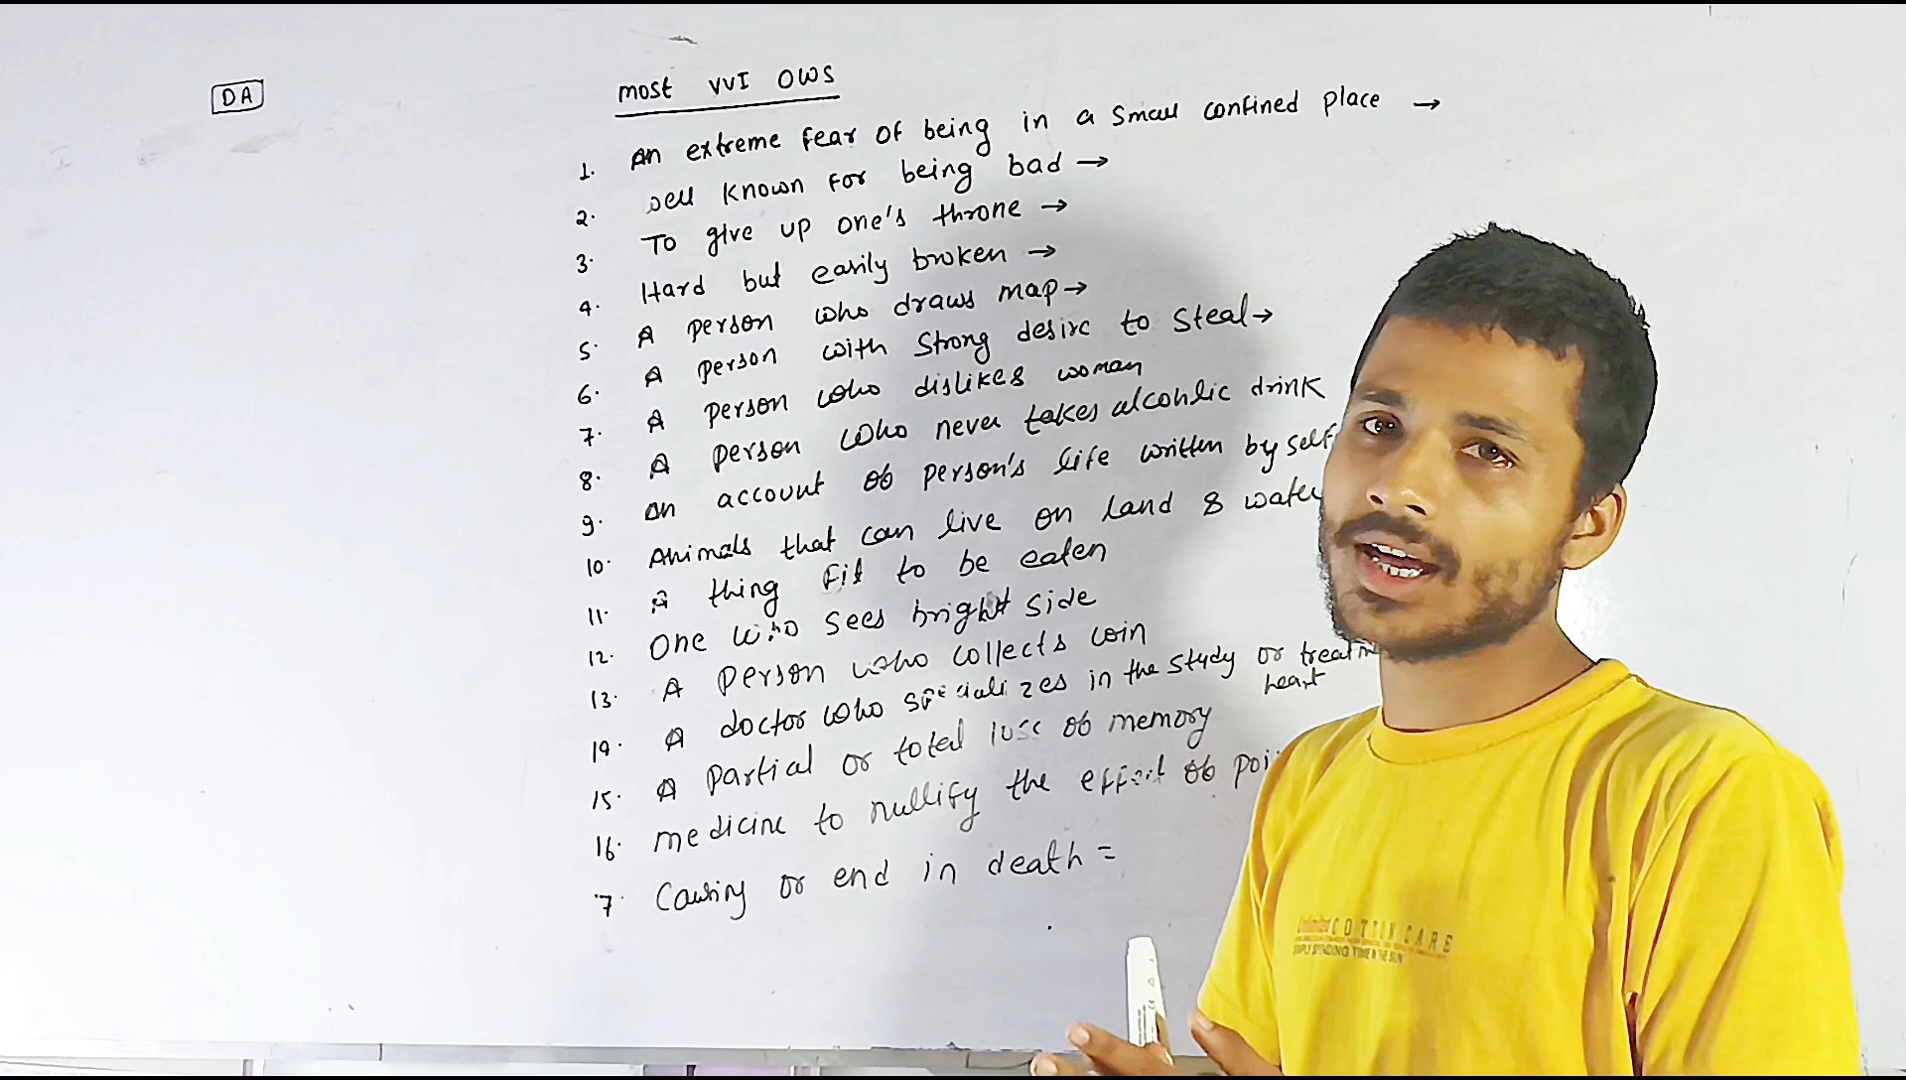 DA
most VVI OWS
1. An extreme fear of being in a small confined place →
2. well known for being bad →
3. To give up one's throne →
4. Hard but easily broken →
5. A person who draws map →
6. A person with strong desire to steal →
7. A person who dislikes woman
8. A person who never takes alcohlic drink
9. An account of person's life written by self
10. Animals that can live on land & water
11. A thing fit to be eaten
12. One who sees bright side
13. A person who collects coin
14. A doctor who specializes in the study or
heart
15. A partial or total loss of memory
16. medicine to nullify the effect of
7. Causing or end in death =
COTTIN CARE